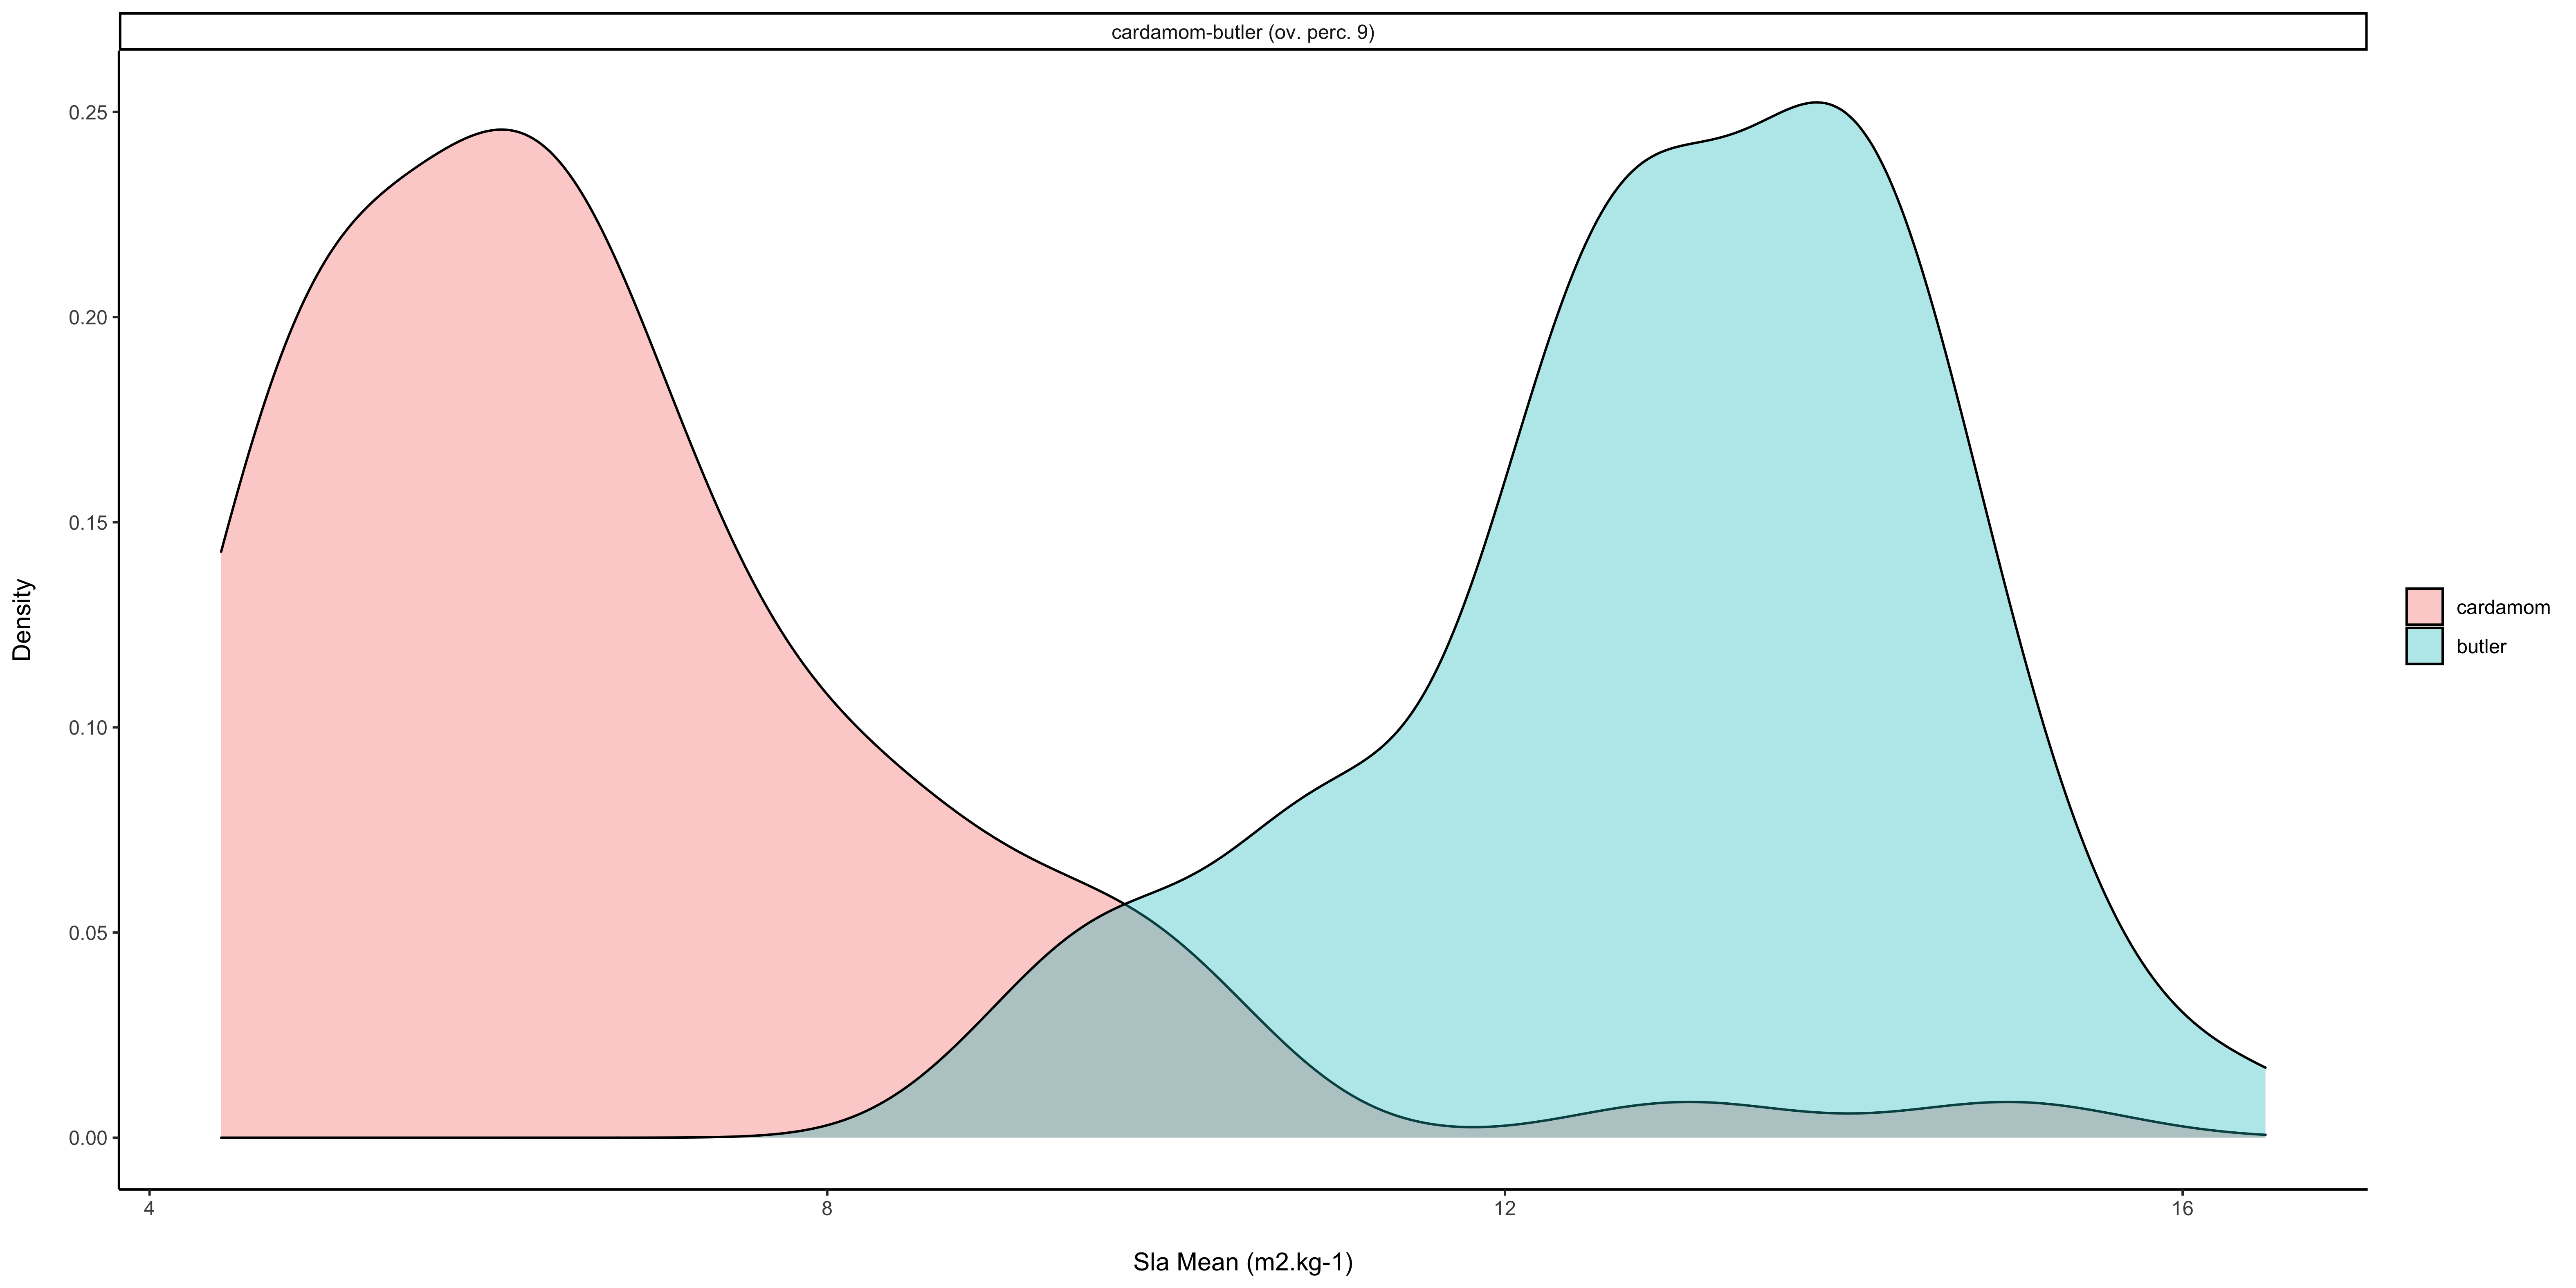 cardamom-butler (ov. perc. 9)
0.25
0.20
0.15
0.10
0.05
0.00
Density
4 8 12 16
Sla Mean (m2.kg-1)
cardamom
butler